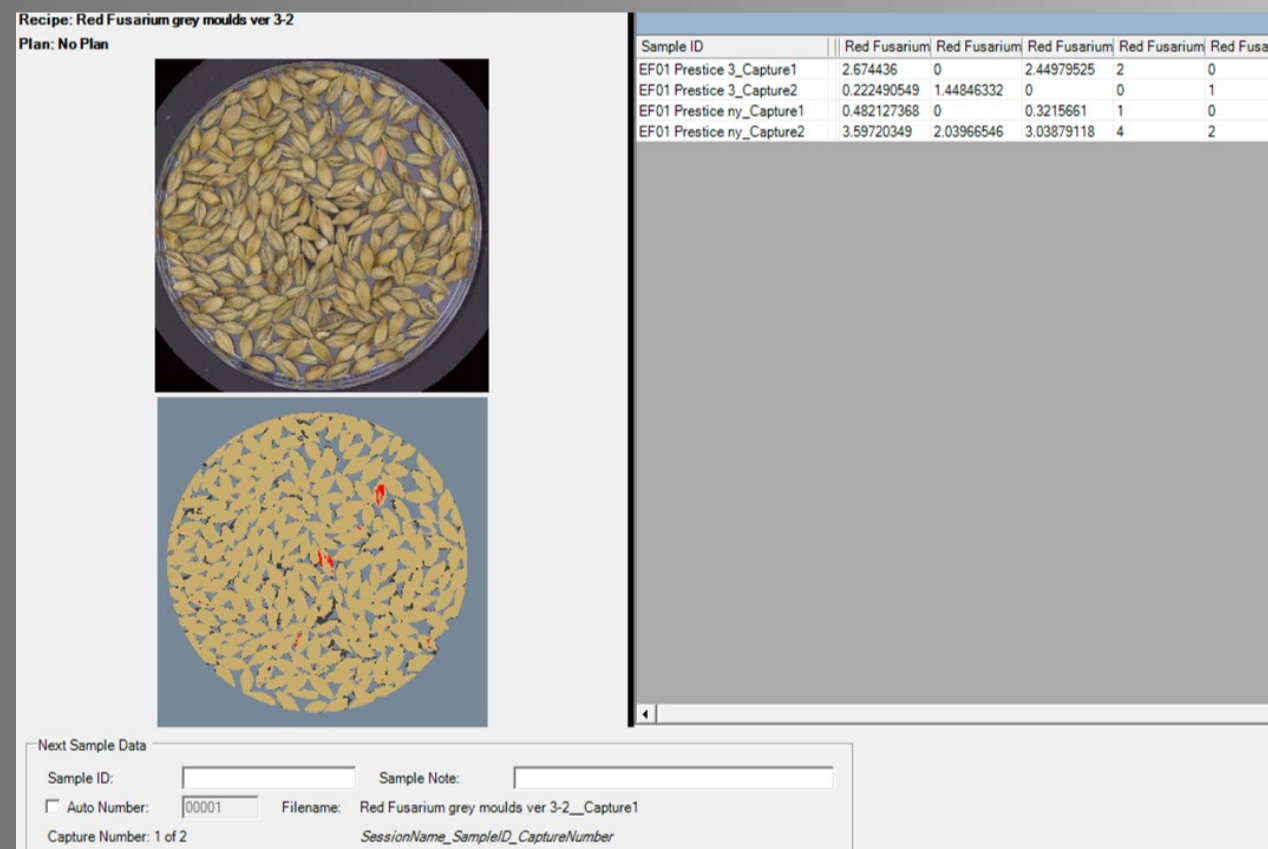 Recipe: Red Fusarium grey moulds ver 3-2
Plan: No Plan
Sample ID Red Fusarium Red Fusarium Red Fusarium Red Fusarium Red Fusa
EF01 Prestice 3_Capture1 2.674436 0 2.44979525 2 0
EF01 Prestice 3_Capture2 0.222490549 1.44846332 0 0 1
EF01 Prestice ny_Capture1 0.482127368 0 0.3215661 1 0
EF01 Prestice ny_Capture2 3.59720349 2.03966546 3.03879118 4 2
Next Sample Data
Sample ID: Sample Note:
Auto Number: 00001 Filename: Red Fusarium grey moulds ver 3-2__Capture1
Capture Number: 1 of 2 SessionName_SampleID_CaptureNumber